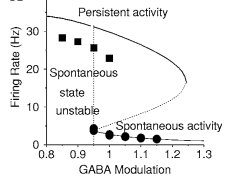 Persistent activity
Firing Rate (Hz)
30
20
10
0
Spontaneous
state
unstable
Spontaneous activity
0.8 0.9 1 1.1 1.2 1.3
GABA Modulation